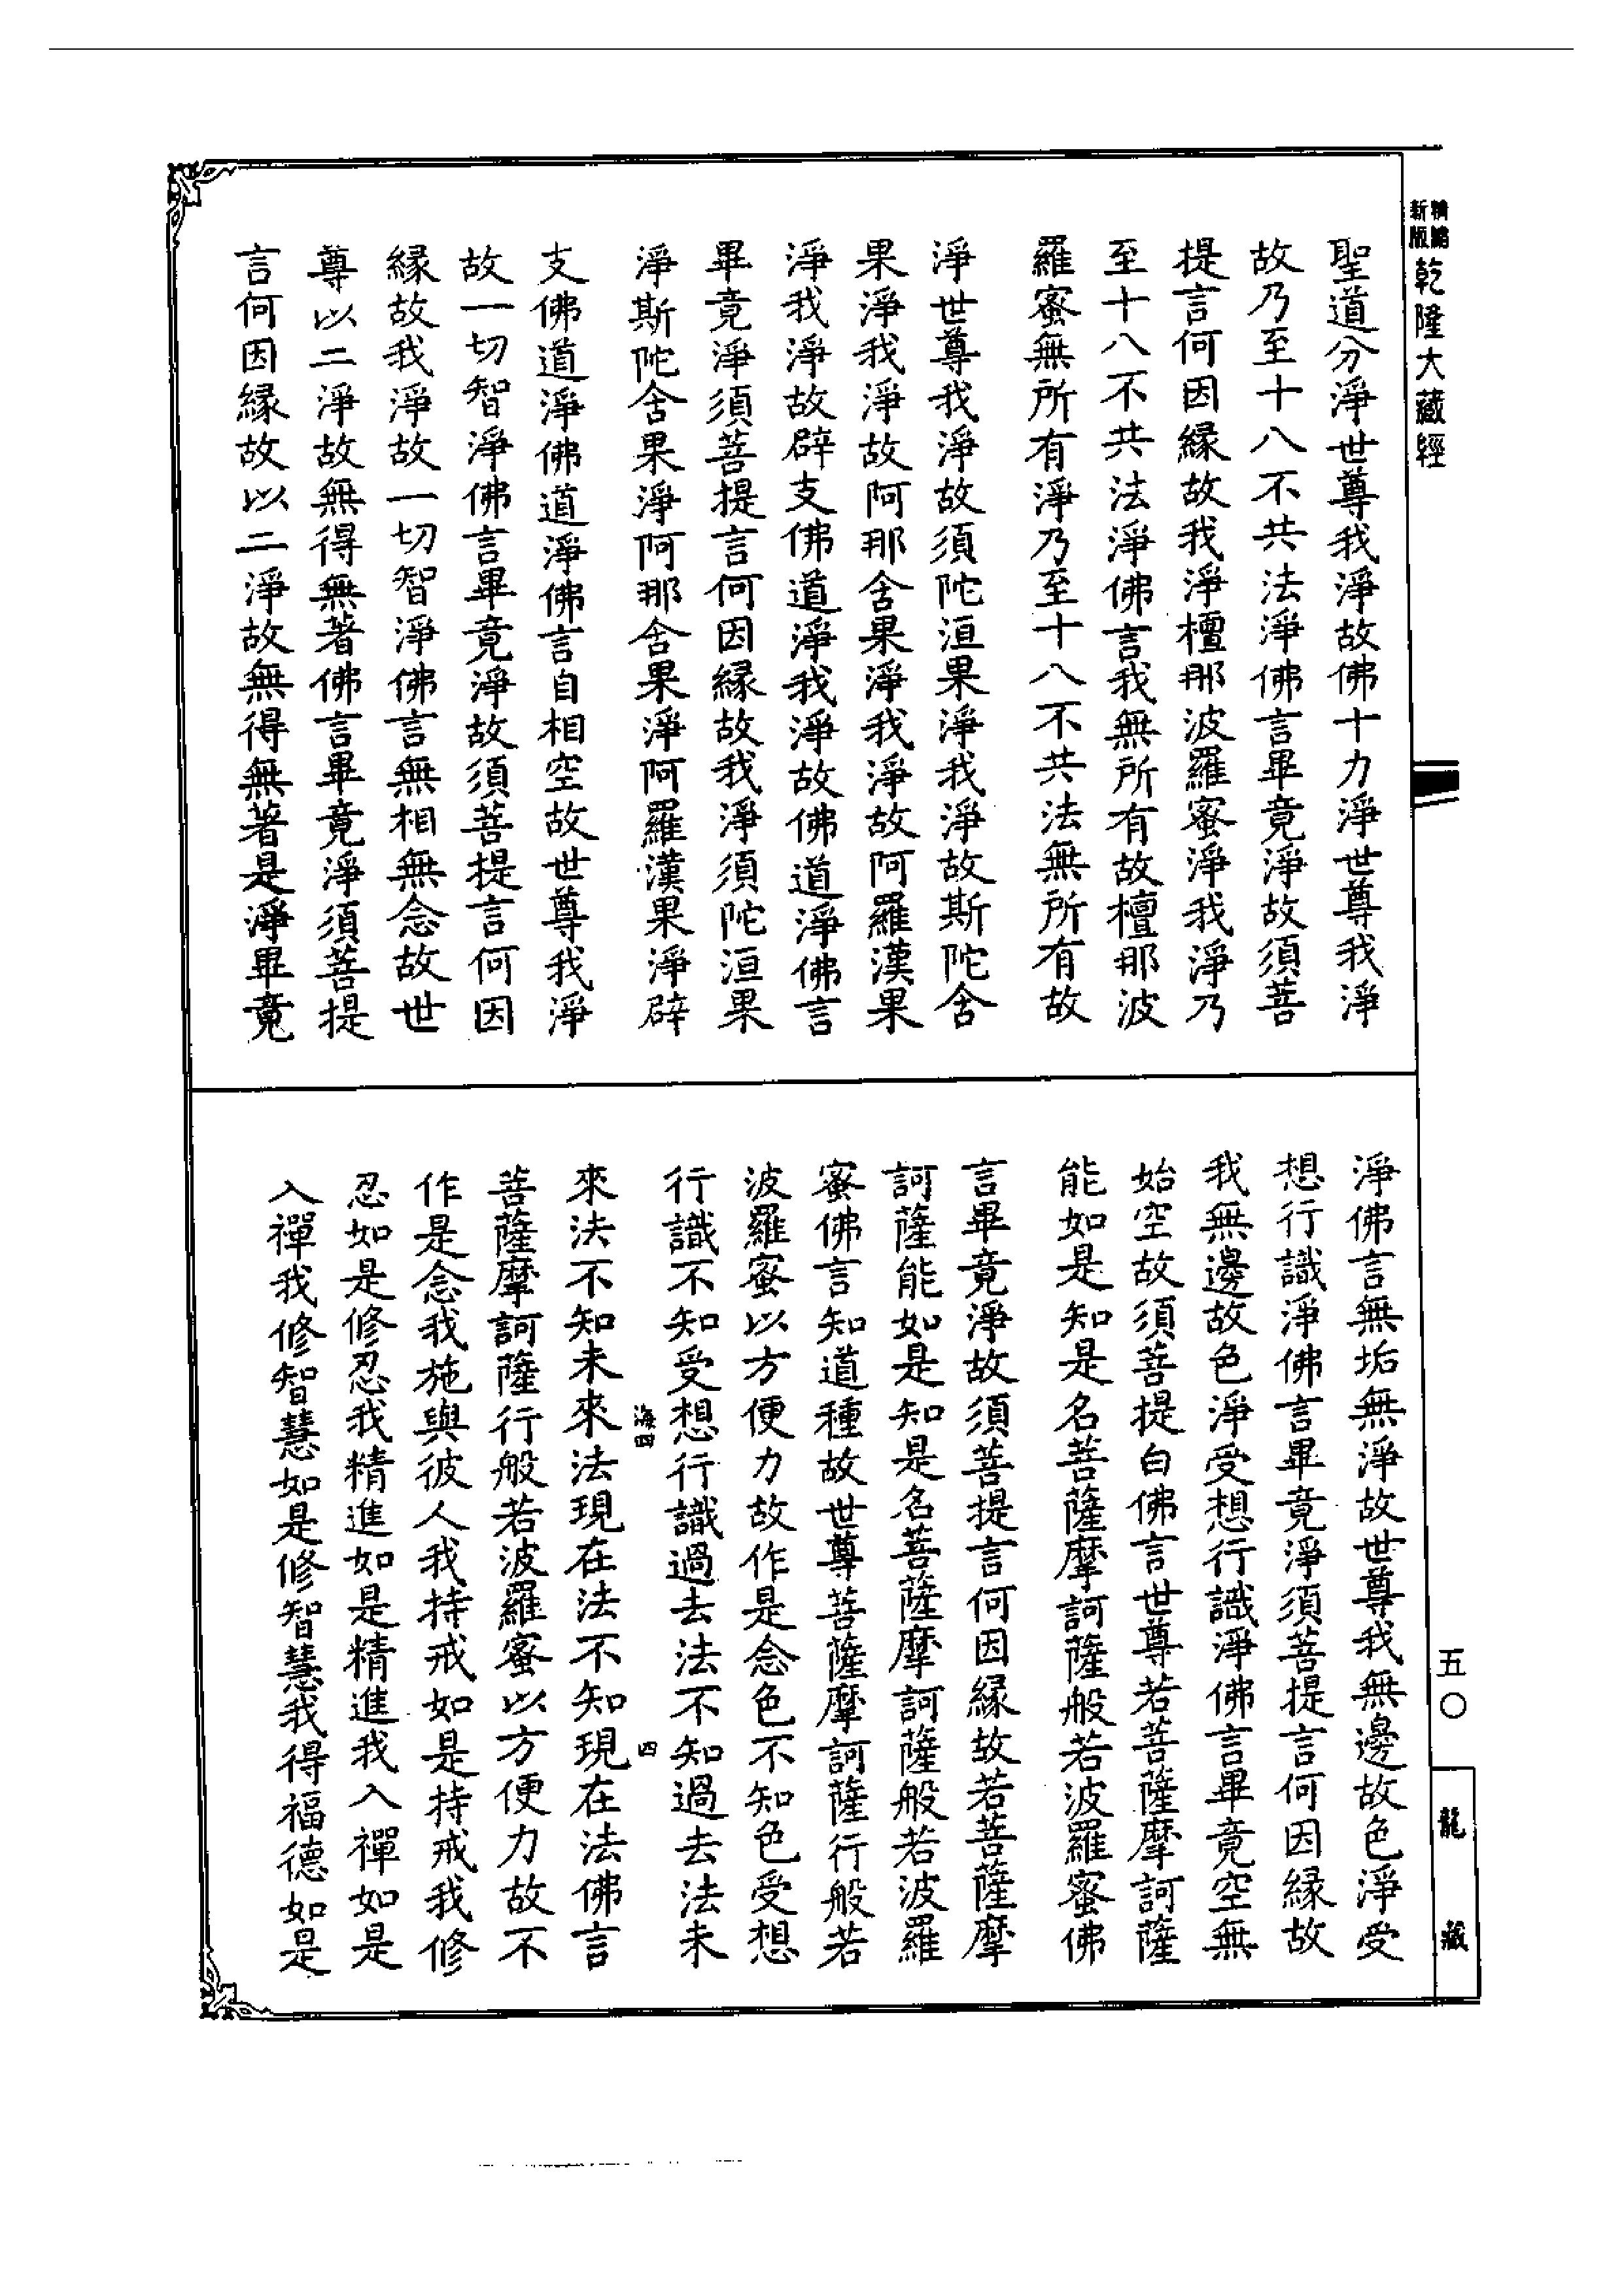 新版 精鏽 乾隆大藏經
聖道分淨世尊我淨故佛十力淨世尊我淨
故乃至十八不共法淨佛言畢竟淨故須菩
提言何因緣故我淨檀那波羅蜜淨我淨乃
至十八不共法淨佛言我無所有故檀那波
羅蜜無所有淨乃至十八不共法無所有故
淨世尊我淨故須陀洹果淨我淨故斯陀含
果淨我淨故阿那含果淨我淨故阿羅漢果
淨我淨故辟支佛道淨我淨故佛道淨佛言
畢竟淨須菩提言何因緣故我淨須陀洹果
淨斯陀含果淨阿那含果淨阿羅漢果淨辟
支佛道淨佛道淨佛言自相空故世尊我淨
故一切智淨佛言畢竟淨故須菩提言何因
緣故我淨故一切智淨佛言無相無念故世
尊以二淨故無得無著佛言畢竟淨須菩提
言何因緣故以二淨故無得無著是淨畢竟
淨佛言無垢無淨故世尊我無邊故色淨受
想行識淨佛言畢竟淨須菩提言何因緣故
我無邊故色淨受想行識淨佛言畢竟空無
始空故須菩提白佛言世尊若菩薩摩訶薩
能如是知是名菩薩摩訶薩般若波羅蜜佛
言畢竟淨故須菩提言何因緣故若菩薩摩
訶薩能如是知是名菩薩摩訶薩般若波羅
蜜佛言知道種故世尊菩薩摩訶薩行般若
波羅蜜以方便力故作是念色不知色受想
行識不知受想行識過去法不知過去法未
海四 四
來法不知未來法現在法不知現在法佛言
菩薩摩訶薩行般若波羅蜜以方便力故不
作是念我施與彼人我持戒如是持戒我修
忍如是修忍我精進如是精進我入禪如是
入禪我修智慧如是修智慧我得福德如是
五〇
龍藏